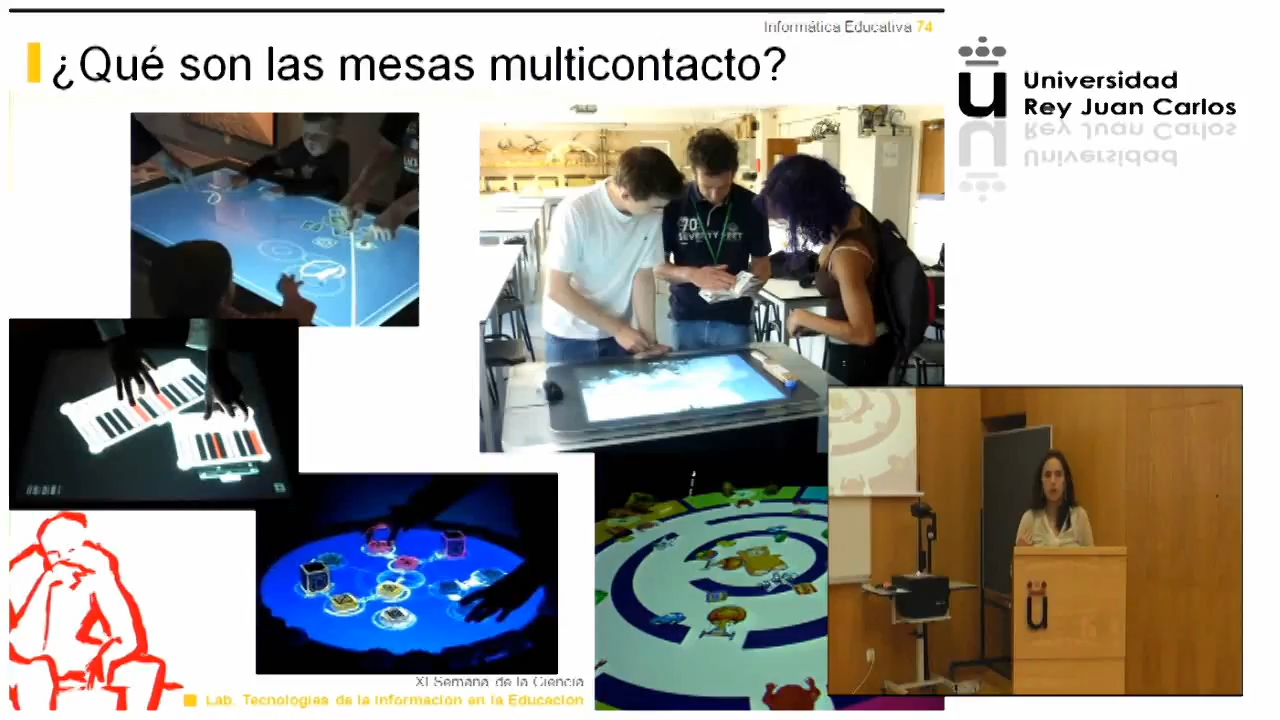 Informática Educativa 74
¿Qué son las mesas multicontacto?
Universidad
Rey Juan Carlos
XI Semana de la Ciencia
Lab. Tecnologías de la Información en la Educación